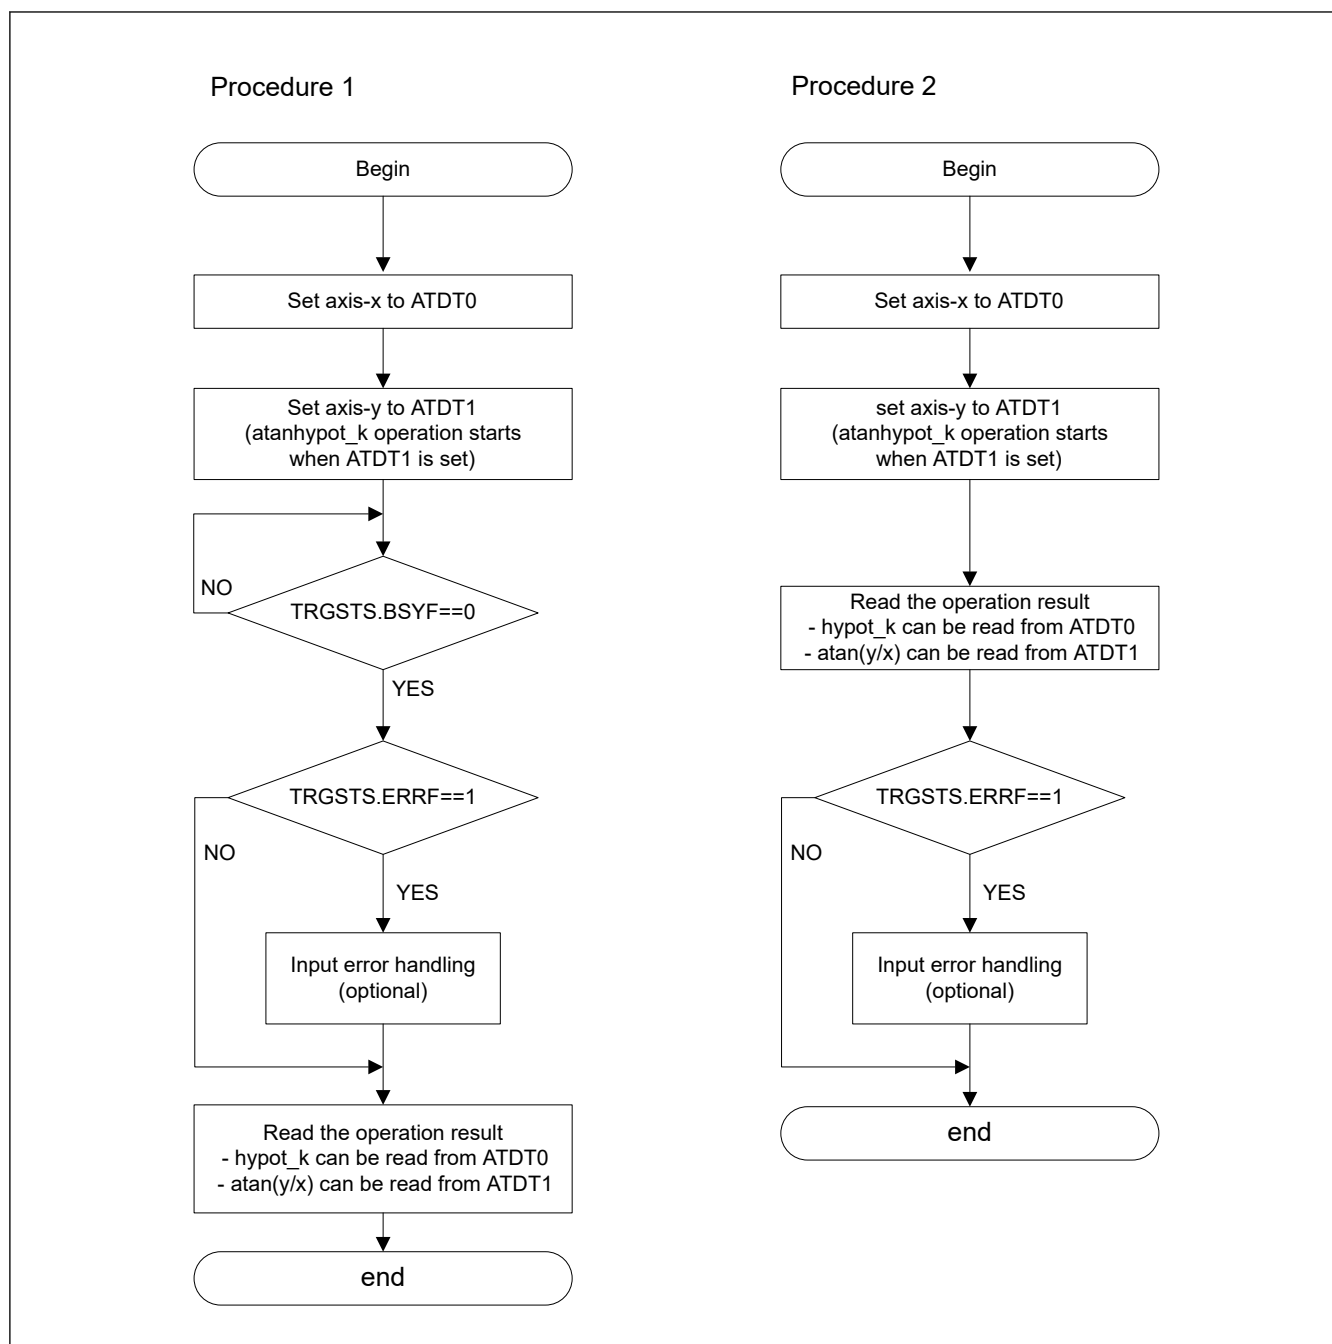 Procedure 1
Begin
Set axis-x to ATDT0
Set axis-y to ATDT1
(atanhypot_k operation starts
when ATDT1 is set)
NO
TRGSTS.BSYF==0
YES
TRGSTS.ERRF==1
NO
YES
Input error handling
(optional)
Read the operation result
- hypot_k can be read from ATDT0
- atan(y/x) can be read from ATDT1
end
Procedure 2
Begin
Set axis-x to ATDT0
set axis-y to ATDT1
(atanhypot_k operation starts
when ATDT1 is set)
Read the operation result
- hypot_k can be read from ATDT0
- atan(y/x) can be read from ATDT1
TRGSTS.ERRF==1
NO
YES
Input error handling
(optional)
end